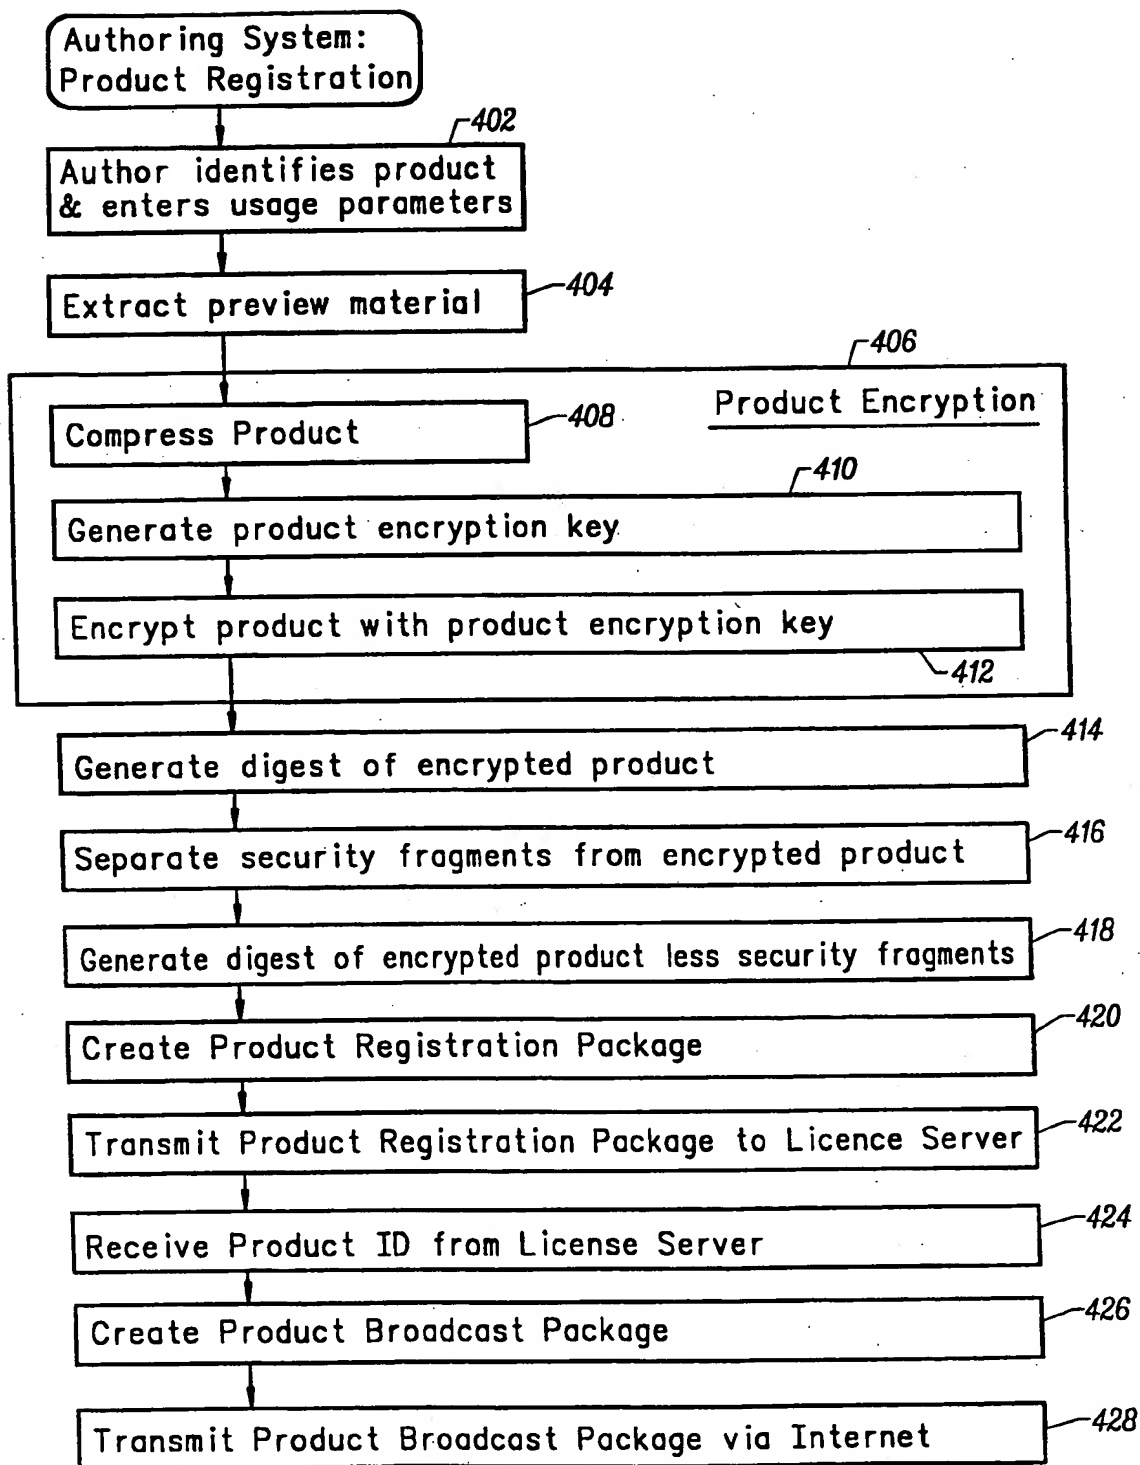 Authoring System:
Product Registration
402
Author identifies product
& enters usage parameters
404
Extract preview material
406
Product Encryption
408
Compress Product
410
Generate product encryption key
Encrypt product with product encryption key
412
414
Generate digest of encrypted product
416
Separate security fragments from encrypted product
418
Generate digest of encrypted product less security fragments
420
Create Product Registration Package
422
Transmit Product Registration Package to Licence Server
424
Receive Product ID from License Server
426
Create Product Broadcast Package
428
Transmit Product Broadcast Package via Internet